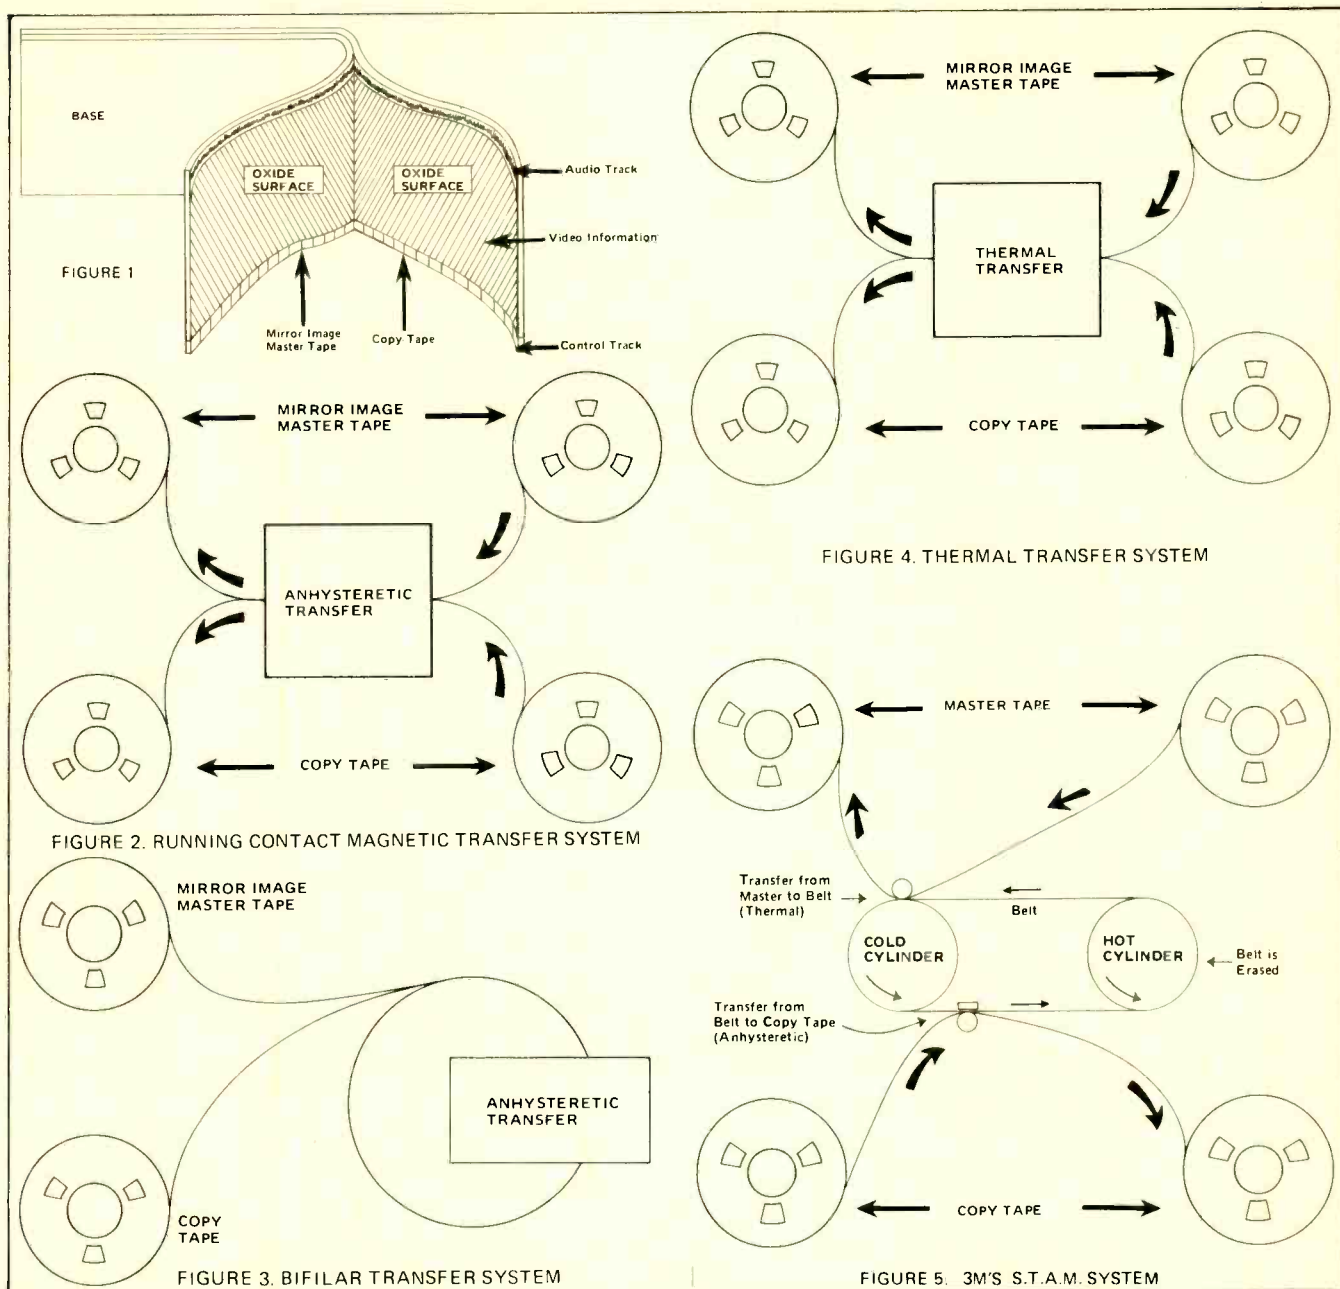 BASE
OXIDE
SURFACE
OXIDE
SURFACE
Audio Track
Video Information
FIGURE 1
Mirror Image
Master Tape
Copy Tape
Control Track
MIRROR IMAGE
MASTER TAPE
ANHYSTERETIC
TRANSFER
COPY TAPE
FIGURE 2. RUNNING CONTACT MAGNETIC TRANSFER SYSTEM
MIRROR IMAGE
MASTER TAPE
ANHYSTERETIC
TRANSFER
COPY
TAPE
FIGURE 3. BIFILAR TRANSFER SYSTEM
MIRROR IMAGE
MASTER TAPE
THERMAL
TRANSFER
COPY TAPE
FIGURE 4. THERMAL TRANSFER SYSTEM
MASTER TAPE
Transfer from
Master to Belt
(Thermal)
Belt
COLD
CYLINDER
HOT
CYLINDER
Belt is
Erased
Transfer from
Belt to Copy Tape
(Anhysteretic)
COPY TAPE
FIGURE 5. 3M'S S.T.A.M. SYSTEM